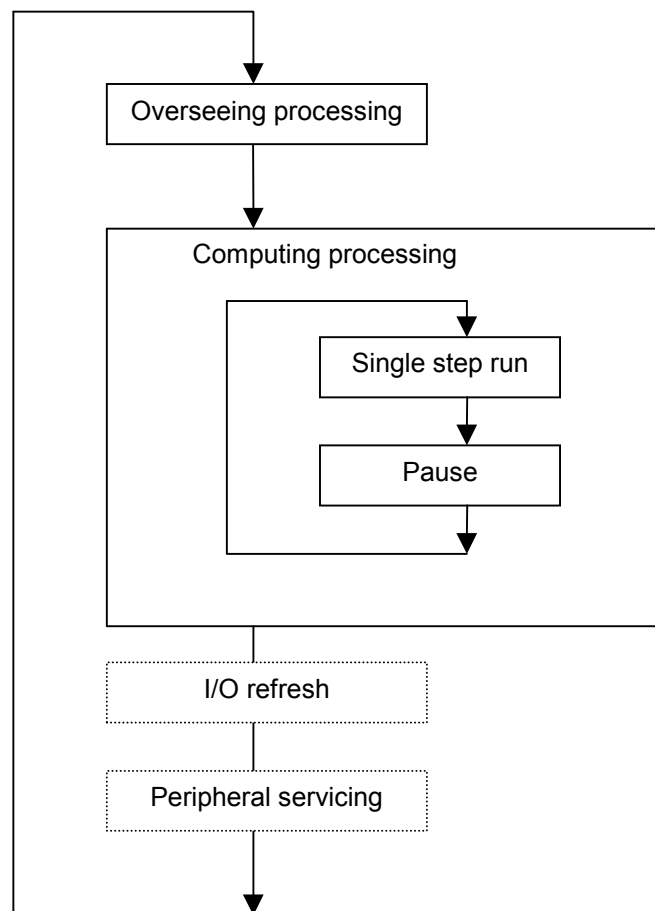 Overseeing processing
Computing processing
Single step run
Pause
I/O refresh
Peripheral servicing